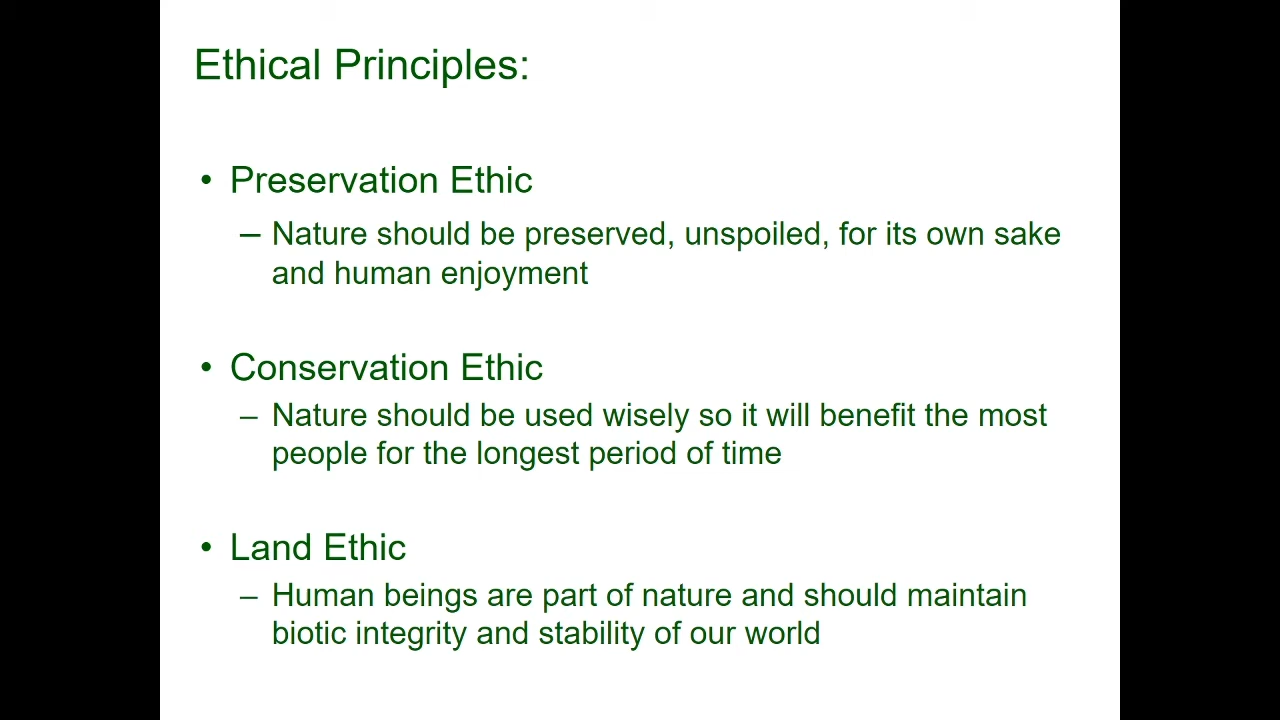 Ethical Principles:
• Preservation Ethic
– Nature should be preserved, unspoiled, for its own sake
and human enjoyment
• Conservation Ethic
– Nature should be used wisely so it will benefit the most
people for the longest period of time
• Land Ethic
– Human beings are part of nature and should maintain
biotic integrity and stability of our world